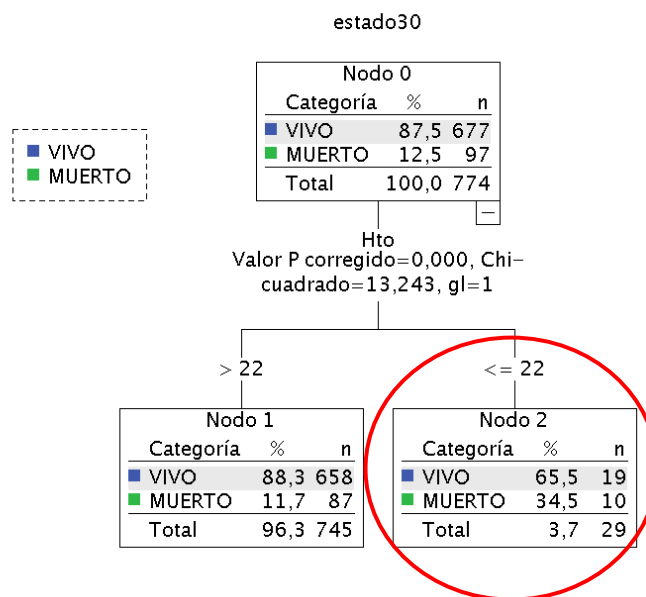 estado30
VIVO
MUERTO
Nodo 0
Categoría % n
VIVO 87,5 677
MUERTO 12,5 97
Total 100,0 774
Hto
Valor P corregido=0,000, Chi-
cuadrado=13,243, gl=1
> 22
<= 22
Nodo 1
Categoría % n
VIVO 88,3 658
MUERTO 11,7 87
Total 96,3 745
Nodo 2
Categoría % n
VIVO 65,5 19
MUERTO 34,5 10
Total 3,7 29